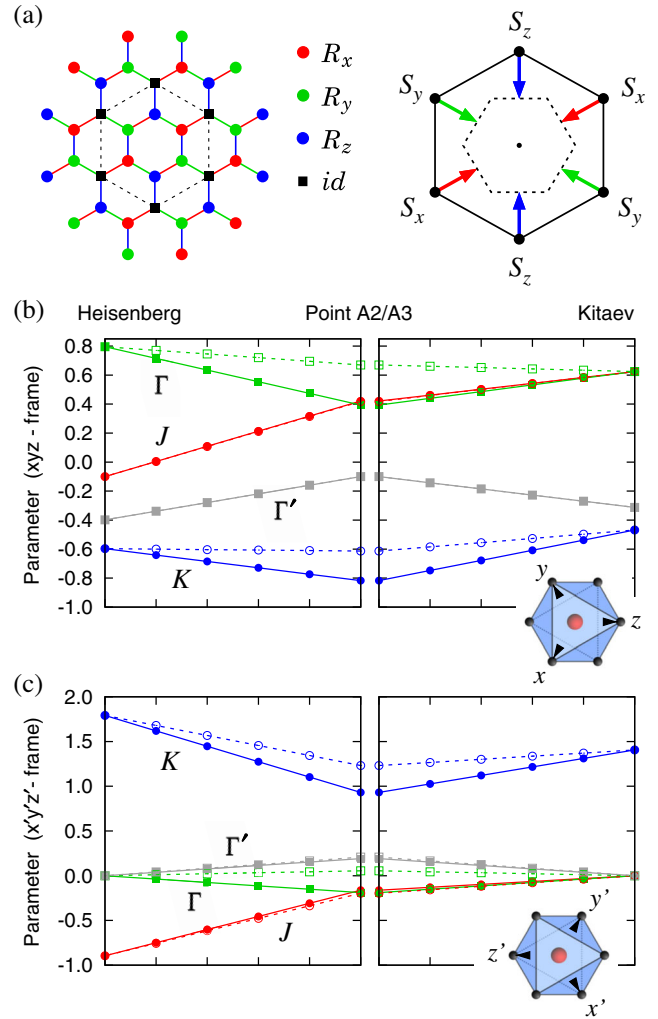 (a)
R_x
R_y
R_z
id
S_z
S_y
S_x
S_x
S_y
S_z
(b)
Heisenberg
Point A2/A3
Kitaev
Parameter (xyz - frame)
0.8
0.6
0.4
0.2
0.0
-0.2
-0.4
-0.6
-0.8
-1.0
Γ
J
Γ′
K
y
z
x
(c)
Parameter (x′y′z′- frame)
2.0
1.5
1.0
0.5
0.0
-0.5
-1.0
K
Γ′
Γ
J
y’
z’
x’